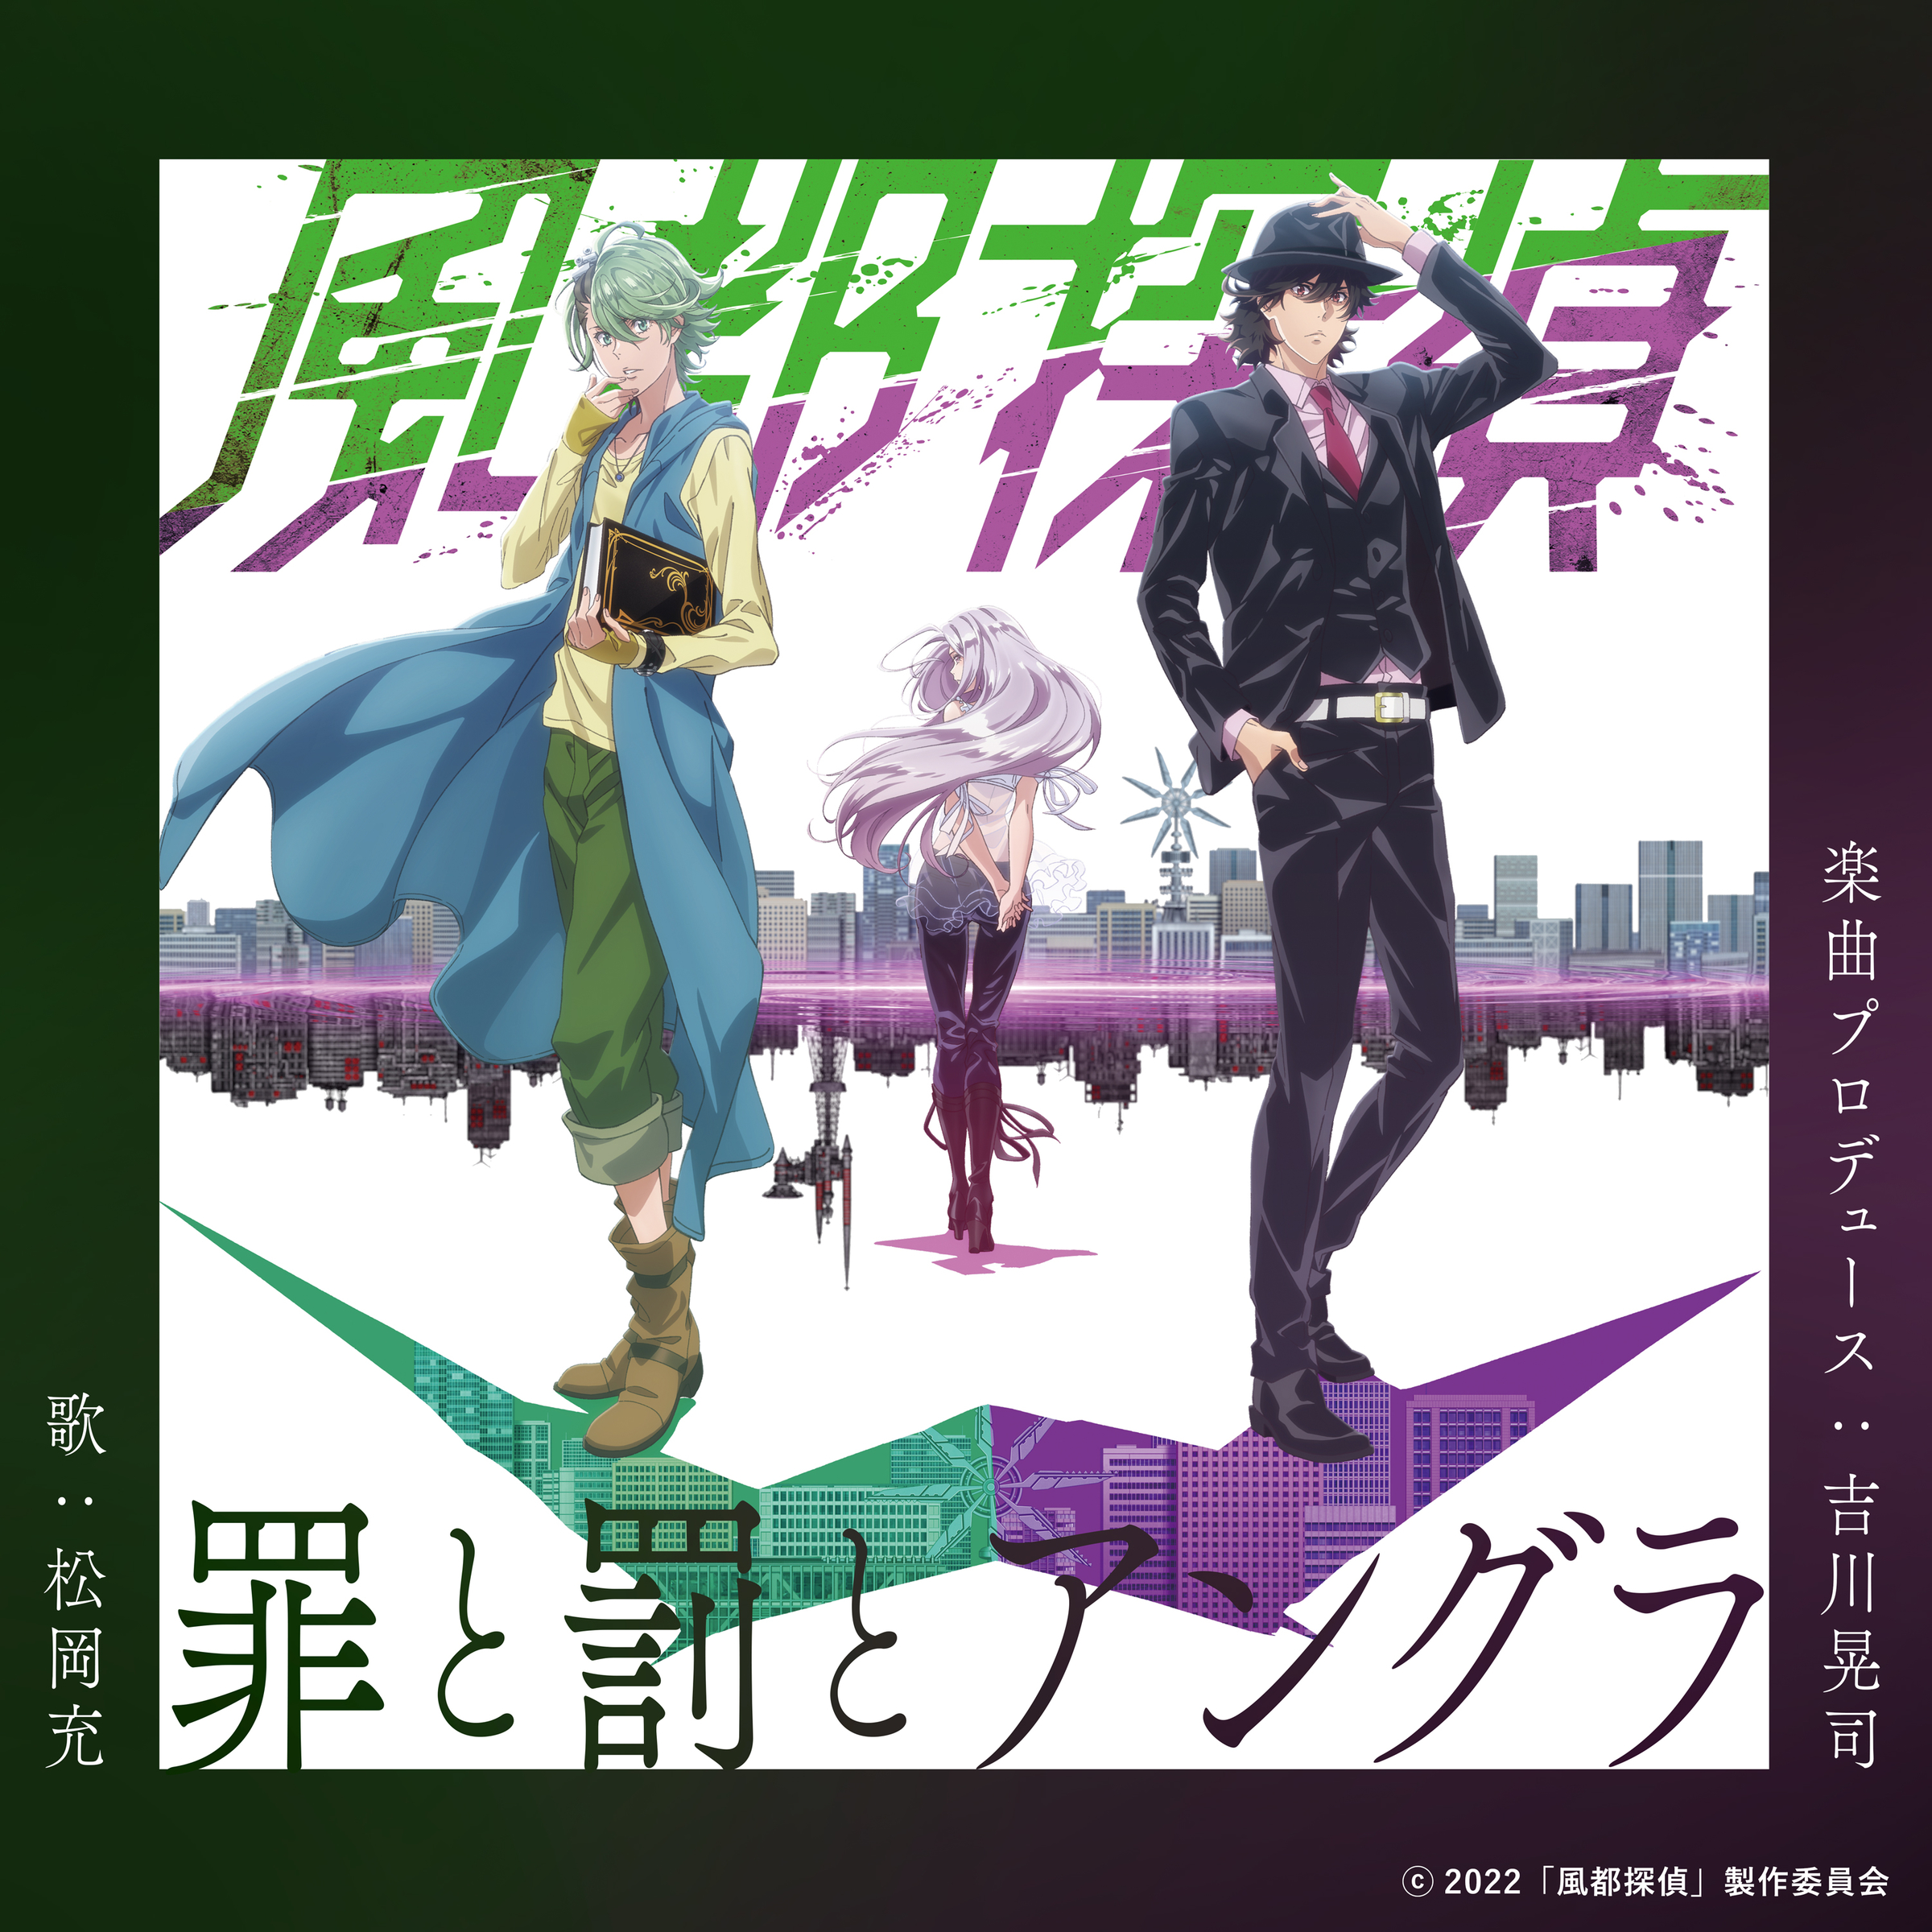 風都探偵
楽曲プロデュース：吉川晃司
歌：松岡充
罪と罰とアングラ
ⓒ 2022「風都探偵」製作委員会